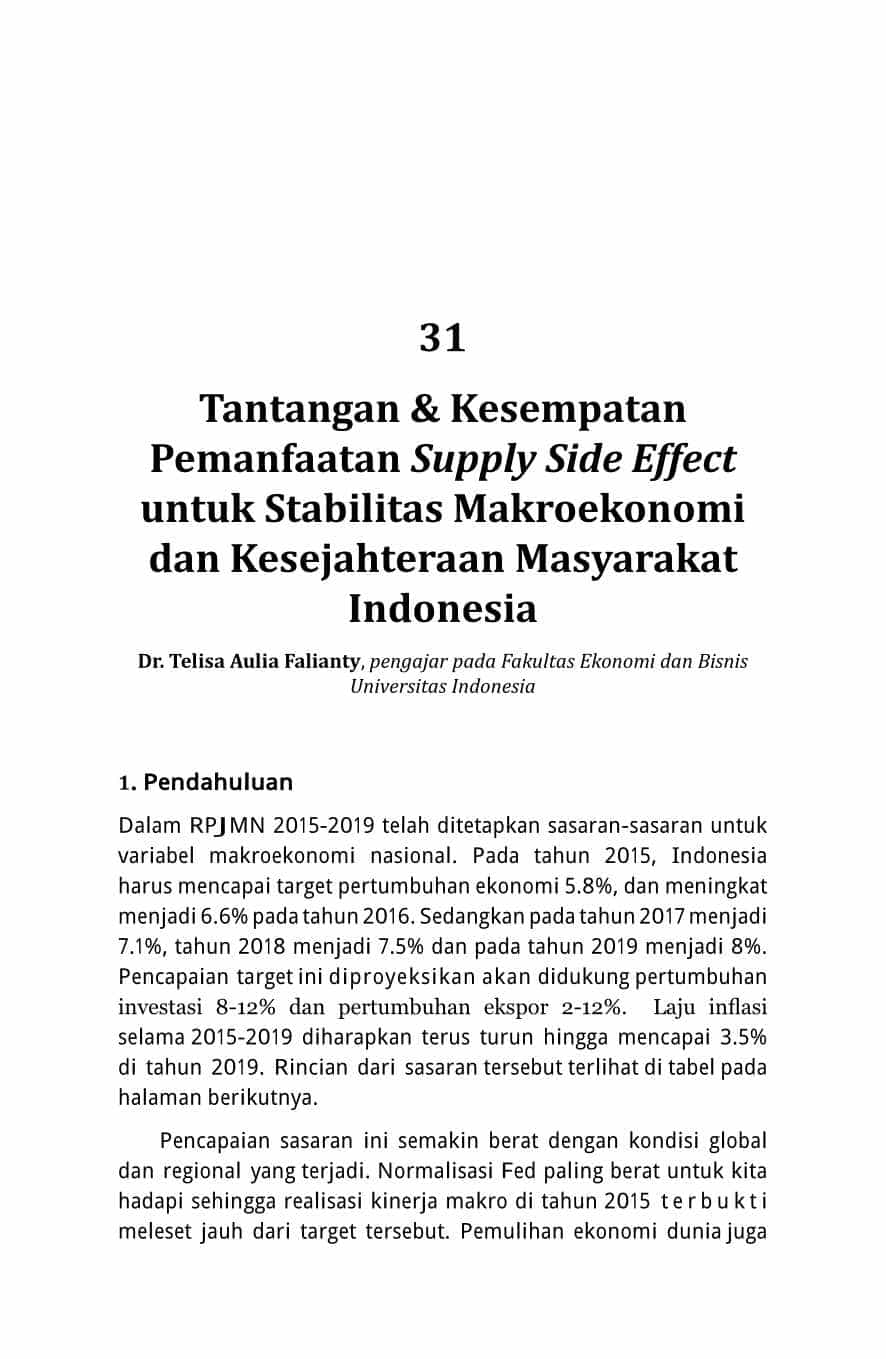 31
Tantangan & Kesempatan
Pemanfaatan Supply Side Effect
untuk Stabilitas Makroekonomi
dan Kesejahteraan Masyarakat
Indonesia
Dr. Telisa Aulia Falianty, pengajar pada Fakultas Ekonomi dan Bisnis
Universitas Indonesia
1. Pendahuluan
Dalam RPJMN 2015-2019 telah ditetapkan sasaran-sasaran untuk
variabel makroekonomi nasional. Pada tahun 2015, Indonesia
harus mencapai target pertumbuhan ekonomi 5.8%, dan meningkat
menjadi 6.6% pada tahun 2016. Sedangkan pada tahun 2017 menjadi
7.1%, tahun 2018 menjadi 7.5% dan pada tahun 2019 menjadi 8%.
Pencapaian target ini diproyeksikan akan didukung pertumbuhan
investasi 8-12% dan pertumbuhan ekspor 2-12%. Laju inflasi
selama 2015-2019 diharapkan terus turun hingga mencapai 3.5%
di tahun 2019. Rincian dari sasaran tersebut terlihat di tabel pada
halaman berikutnya.
Pencapaian sasaran ini semakin berat dengan kondisi global
dan regional yang terjadi. Normalisasi Fed paling berat untuk kita
hadapi sehingga realisasi kinerja makro di tahun 2015 terbukti
meleset jauh dari target tersebut. Pemulihan ekonomi dunia juga